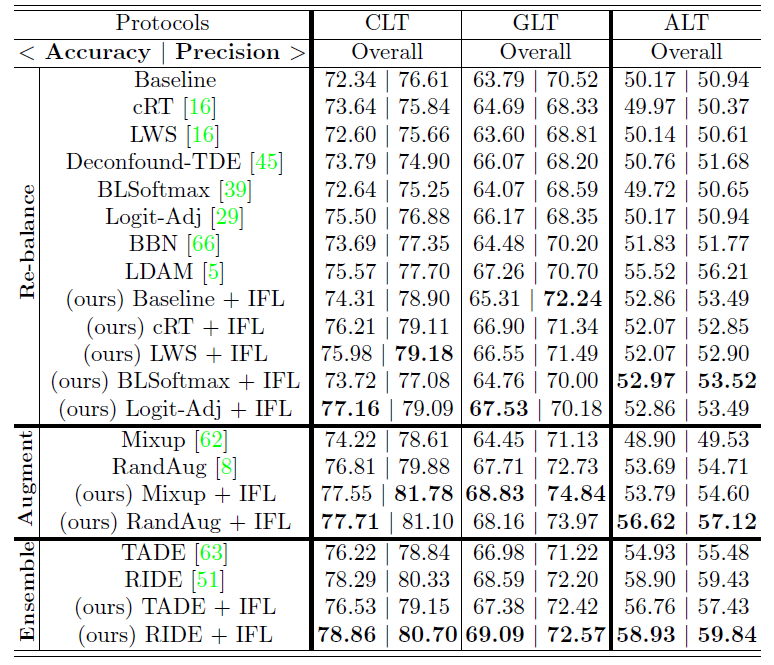 Protocols CLT GLT ALT
< Accuracy | Precision > Overall Overall Overall
Re-balance
Baseline 72.34 | 76.61 63.79 | 70.52 50.17 | 50.94
cRT [16] 73.64 | 75.84 64.69 | 68.33 49.97 | 50.37
LWS [16] 72.60 | 75.66 63.60 | 68.81 50.14 | 50.61
Deconfound-TDE [45] 73.79 | 74.90 66.07 | 68.20 50.76 | 51.68
BLSoftmax [39] 72.64 | 75.25 64.07 | 68.59 49.72 | 50.65
Logit-Adj [29] 75.50 | 76.88 66.17 | 68.35 50.17 | 50.94
BBN [66] 73.69 | 77.35 64.48 | 70.20 51.83 | 51.77
LDAM [5] 75.57 | 77.70 67.26 | 70.70 55.52 | 56.21
(ours) Baseline + IFL 74.31 | 78.90 65.31 | 72.24 52.86 | 53.49
(ours) cRT + IFL 76.21 | 79.11 66.90 | 71.34 52.07 | 52.85
(ours) LWS + IFL 75.98 | 79.18 66.55 | 71.49 52.07 | 52.90
(ours) BLSoftmax + IFL 73.72 | 77.08 64.76 | 70.00 52.97 | 53.52
(ours) Logit-Adj + IFL 77.16 | 79.09 67.53 | 70.18 52.86 | 53.49
Augment
Mixup [62] 74.22 | 78.61 64.45 | 71.13 48.90 | 49.53
RandAug [8] 76.81 | 79.88 67.71 | 72.73 53.69 | 54.71
(ours) Mixup + IFL 77.55 | 81.78 68.83 | 74.84 53.79 | 54.60
(ours) RandAug + IFL 77.71 | 81.10 68.16 | 73.97 56.62 | 57.12
Ensemble
TADE [63] 76.22 | 78.84 66.98 | 71.22 54.93 | 55.48
RIDE [51] 78.29 | 80.33 68.59 | 72.20 58.90 | 59.43
(ours) TADE + IFL 76.53 | 79.15 67.38 | 72.42 56.76 | 57.43
(ours) RIDE + IFL 78.86 | 80.70 69.09 | 72.57 58.93 | 59.84